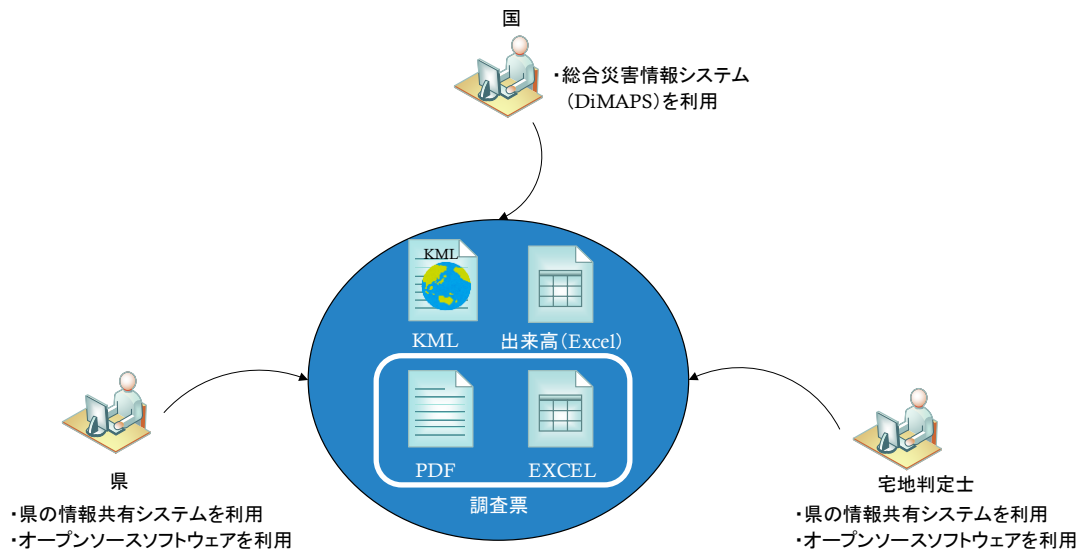 国
・総合災害情報システム
（DiMAPS）を利用
KML
KML
出来高（Excel）
PDF
EXCEL
調査票
県
・県の情報共有システムを利用
・オープンソースソフトウェアを利用
宅地判定士
・県の情報共有システムを利用
・オープンソースソフトウェアを利用